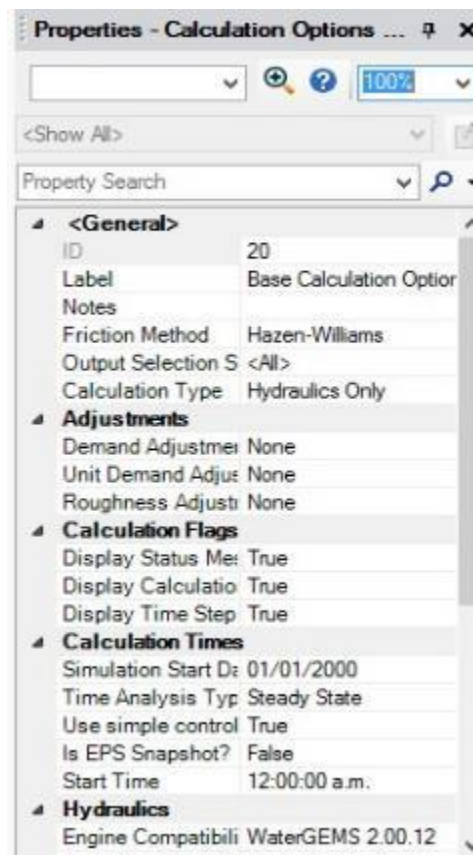 Properties - Calculation Options ...
100%
<Show All>
Property Search
<General>
ID 20
Label Base Calculation Option
Notes
Friction Method Hazen-Williams
Output Selection S <All>
Calculation Type Hydraulics Only
Adjustments
Demand Adjustmen None
Unit Demand Adjus None
Roughness Adjustr None
Calculation Flags
Display Status Mes True
Display Calculatio True
Display Time Step True
Calculation Times
Simulation Start Da 01/01/2000
Time Analysis Typ Steady State
Use simple control True
Is EPS Snapshot? False
Start Time 12:00:00 a.m.
Hydraulics
Engine Compatibili WaterGEMS 2.00.12